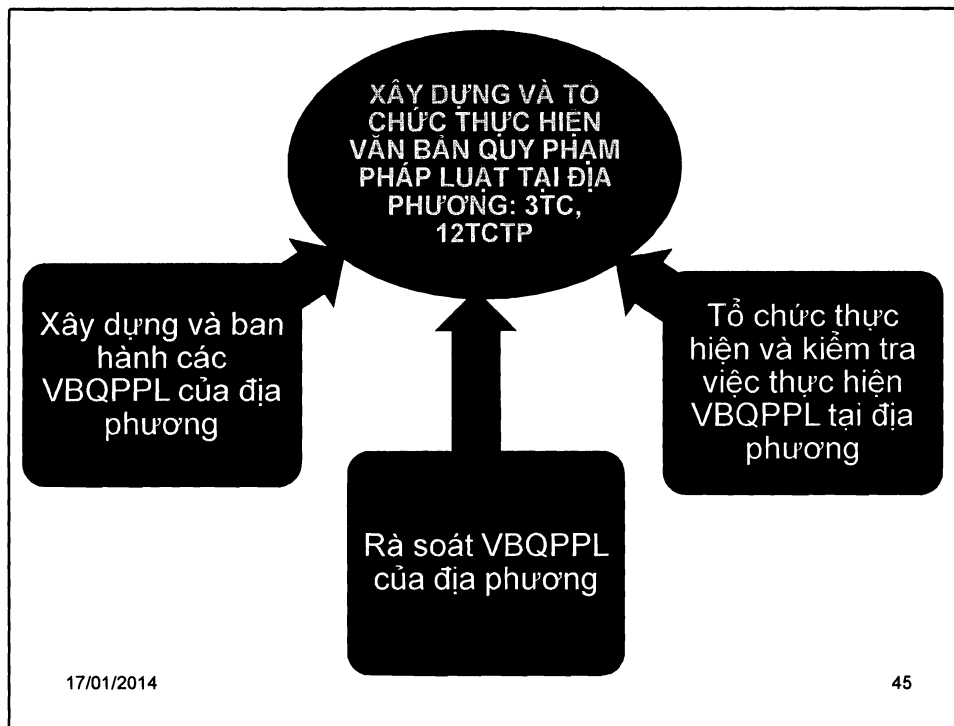 XÂY DỰNG VÀ TỔ
CHỨC THỰC HIỆN
VĂN BẢN QUY PHẠM
PHÁP LUẬT TẠI ĐỊA
PHƯƠNG: 3TC,
12TCTP
Xây dựng và ban
hành các
VBQPPL của địa
phương
Rà soát VBQPPL
của địa phương
Tổ chức thực
hiện và kiểm tra
việc thực hiện
VBQPPL tại địa
phương
17/01/2014
45